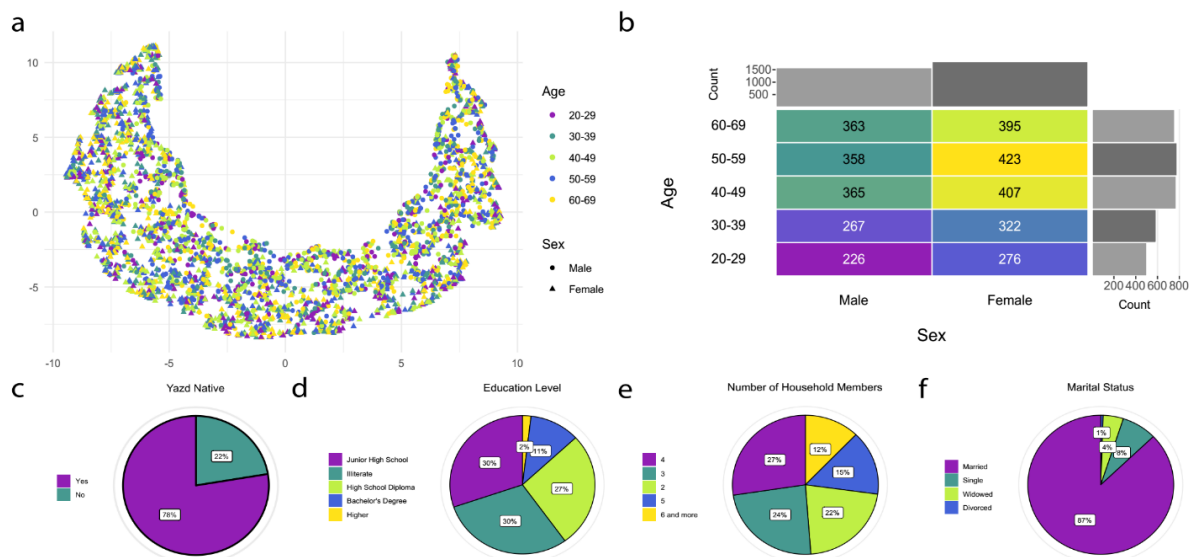 a
10
5
0
-5
-10
-5
0
5
10
Age
20-29
30-39
40-49
50-59
60-69
Sex
Male
Female
b
Count
1500
1000
500
Age
60-69
363
395
50-59
358
423
40-49
365
407
30-39
267
322
20-29
226
276
Male
Female
Sex
200 400 600 800
Count
c
Yazd Native
Yes
No
22%
78%
d
Education Level
Junior High School
Illiterate
High School Diploma
Bachelor's Degree
Higher
2%
11%
30%
27%
30%
e
Number of Household Members
4
3
2
5
6 and more
12%
27%
15%
24%
22%
f
Marital Status
Married
Single
Widowed
Divorced
1%
4%
8%
87%